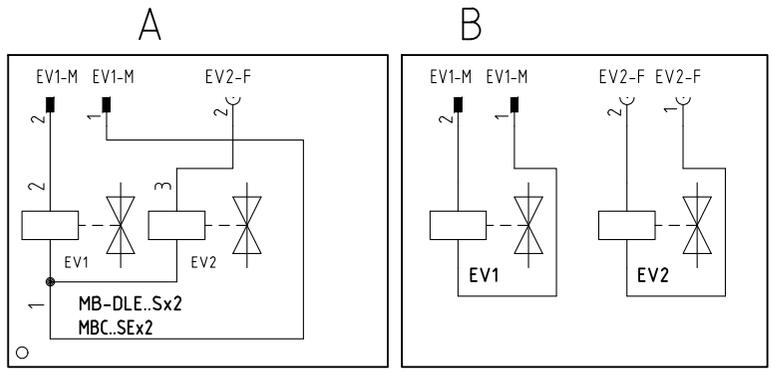 A B
EV1-M EV1-M EV2-F EV1-M EV1-M EV2-F EV2-F
2 1 2 2 1 2 1
2 3
EV1 EV2 EV1 EV2
1
MB-DLE..Sx2
MBC..SEx2